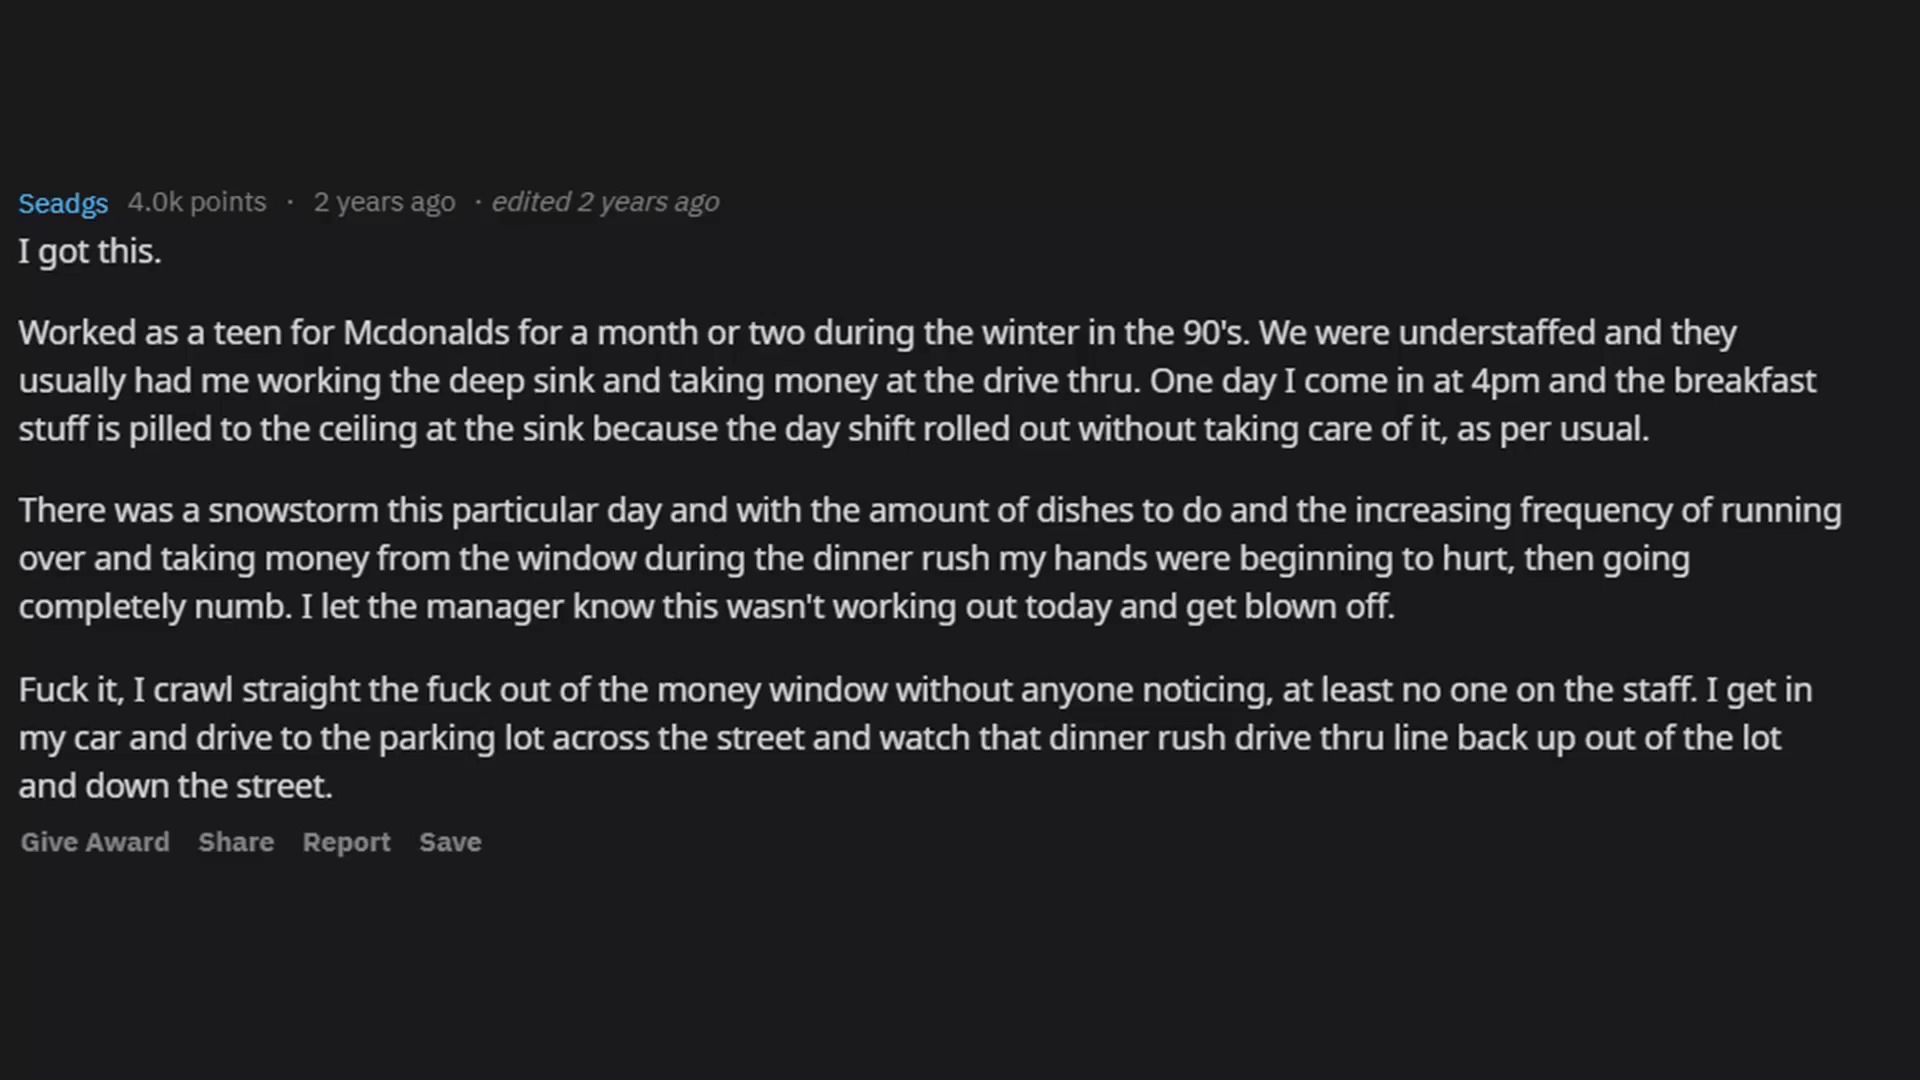 Seadgs 4.0k points · 2 years ago · edited 2 years ago
I got this.
Worked as a teen for Mcdonalds for a month or two during the winter in the 90's. We were understaffed and they
usually had me working the deep sink and taking money at the drive thru. One day I come in at 4pm and the breakfast
stuff is pilled to the ceiling at the sink because the day shift rolled out without taking care of it, as per usual.
There was a snowstorm this particular day and with the amount of dishes to do and the increasing frequency of running
over and taking money from the window during the dinner rush my hands were beginning to hurt, then going
completely numb. I let the manager know this wasn't working out today and get blown off.
Fuck it, I crawl straight the fuck out of the money window without anyone noticing, at least no one on the staff. I get in
my car and drive to the parking lot across the street and watch that dinner rush drive thru line back up out of the lot
and down the street.
Give Award Share Report Save